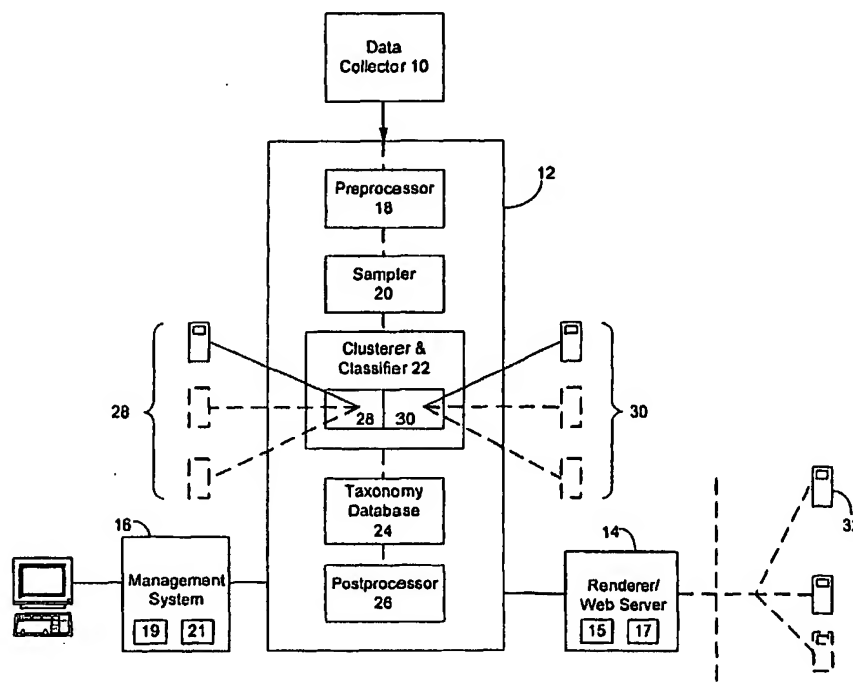 Data
Collector 10
12
Preprocessor
18
Sampler
20
Clusterer &
Classifier 22
28
28
30
30
Taxonomy
Database
24
16
14
Management
System
19
21
Postprocessor
26
Renderer/
Web Server
15
17